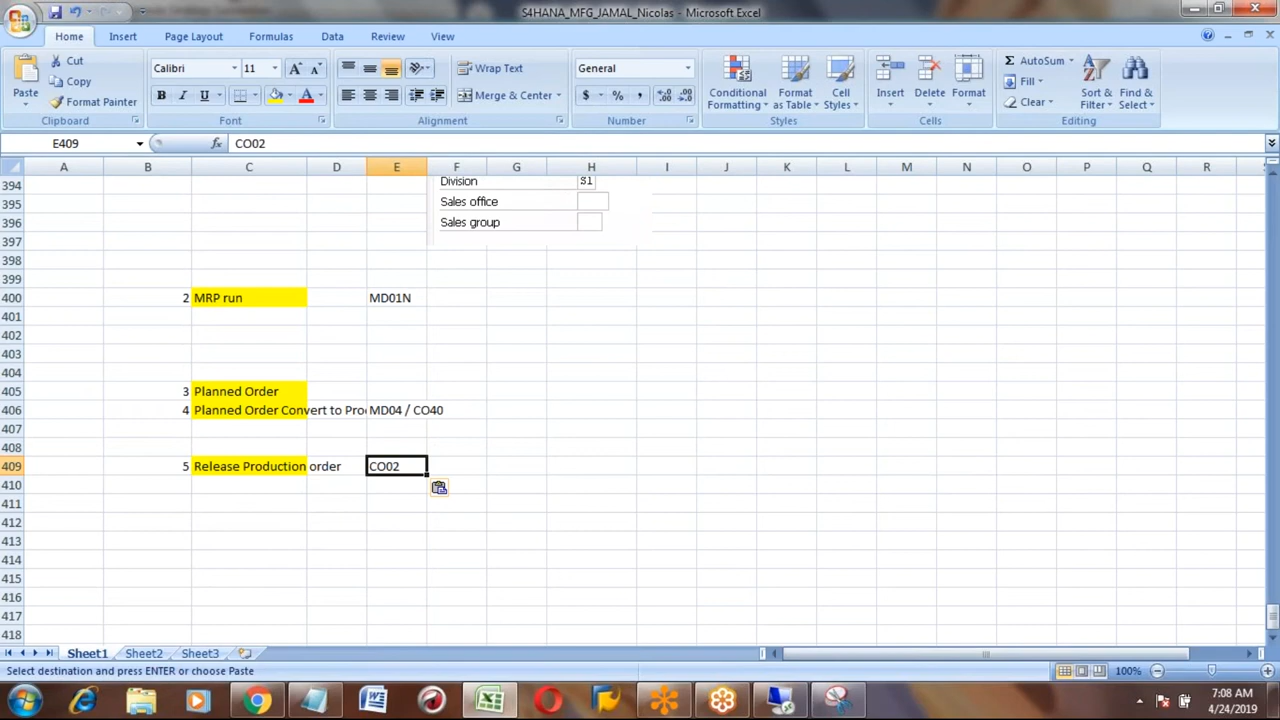 S4HANA_MFG_JAMAL_Nicolas - Microsoft Excel
Home Insert Page Layout Formulas Data Review View
Paste Cut Copy Format Painter
Calibri 11 B I U A A A
Wrap Text Merge & Center
General $ % ,
Conditional Formatting Format as Table Cell Styles
Insert Delete Format
AutoSum Fill Clear Sort & Filter Find & Select
Clipboard Font Alignment Number Styles Cells Editing
E409 fx CO02
A B C D E F G H I J K L M N O P Q R
394 Division S1
395 Sales office
396 Sales group
397
398
399
400 2 MRP run MD01N
401
402
403
404
405 3 Planned Order
406 4 Planned Order Convert to Proc MD04 / CO40
407
408
409 5 Release Production order CO02
410
411
412
413
414
415
416
417
418
Sheet1 Sheet2 Sheet3
Select destination and press ENTER or choose Paste 100%
7:08 AM
4/24/2019